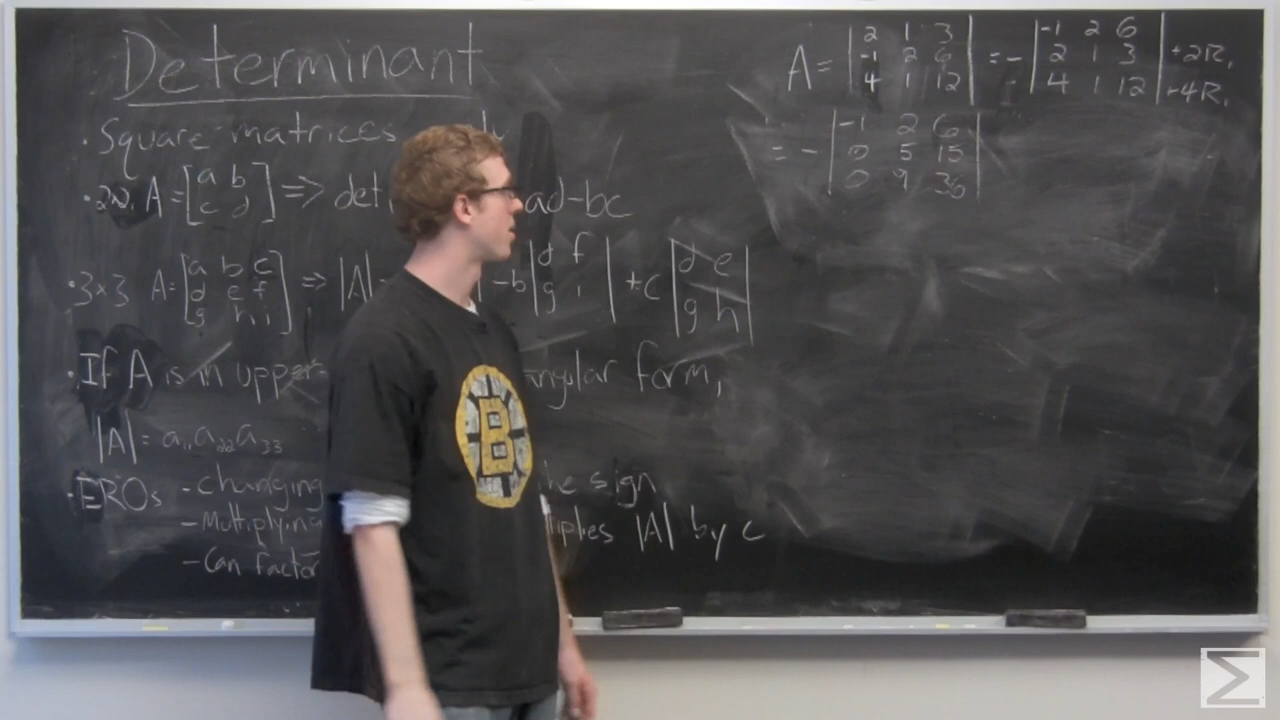 Determinant
• Square matrices
• 2x2, A = [a b; c d] => det ad-bc
• 3x3 A = [a b c; d e f; g h i] => |A| -b |d f; g i| +c |d e; g h|
• If A is in upper- angular form,
|A| = a₁₁a₂₂a₃₃
• EROs - changing he sign
- Multiplying |A| by c
- Can factor
A = |2 1 3; -1 2 6; 4 1 12| = - |-1 2 6; 2 1 3; 4 1 12| +2R₁ +4R₁
= - |-1 2 6; 0 5 15; 0 9 36|
B
Σ